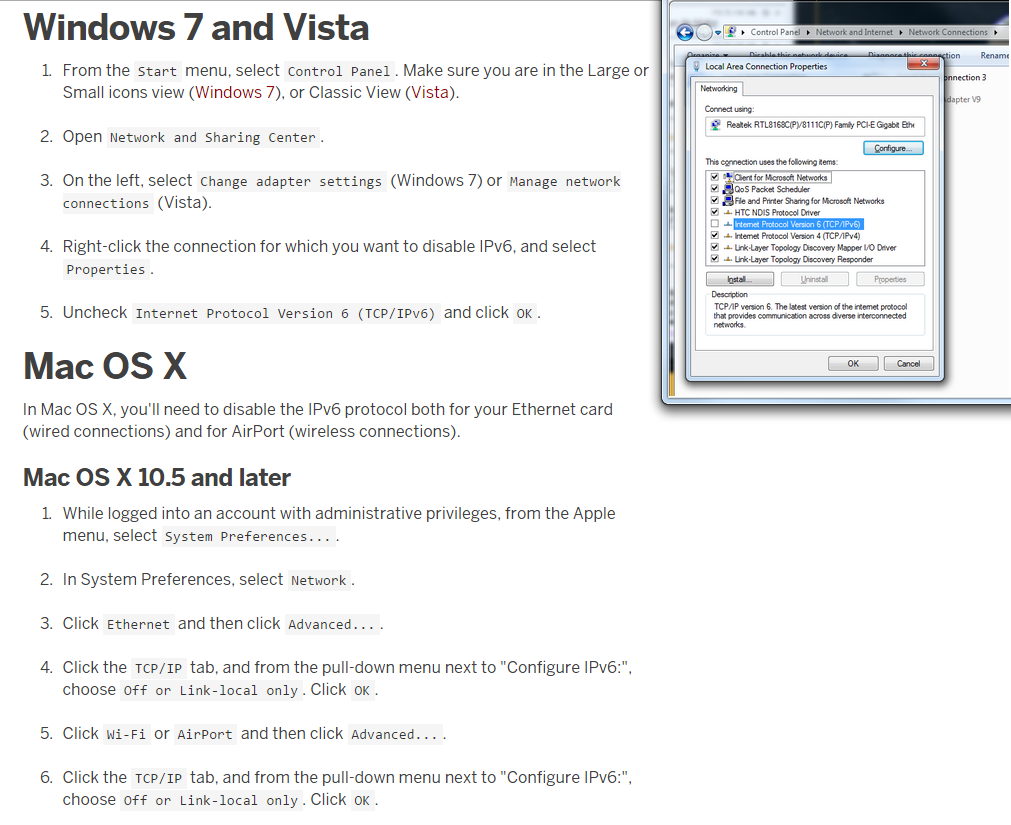 Windows 7 and Vista
1. From the Start menu, select Control Panel. Make sure you are in the Large or
Small icons view (Windows 7), or Classic View (Vista).
2. Open Network and Sharing Center.
3. On the left, select Change adapter settings (Windows 7) or Manage network
connections (Vista).
4. Right-click the connection for which you want to disable IPv6, and select
Properties.
5. Uncheck Internet Protocol Version 6 (TCP/IPv6) and click OK.
Mac OS X
In Mac OS X, you'll need to disable the IPv6 protocol both for your Ethernet card
(wired connections) and for AirPort (wireless connections).
Mac OS X 10.5 and later
1. While logged into an account with administrative privileges, from the Apple
menu, select System Preferences....
2. In System Preferences, select Network.
3. Click Ethernet and then click Advanced....
4. Click the TCP/IP tab, and from the pull-down menu next to "Configure IPv6:",
choose Off or Link-local only. Click OK.
5. Click Wi-Fi or AirPort and then click Advanced....
6. Click the TCP/IP tab, and from the pull-down menu next to "Configure IPv6:",
choose Off or Link-local only. Click OK.
Control Panel Network and Internet Network Connections
Organize Disable this network device Diagnose this connection Rename
Local Area Connection Properties
onnection 3
Networking
dapter V9
Connect using:
Realtek RTL8168C(P)/8111C(P) Family PCI-E Gigabit Ethe
Configure...
This connection uses the following items:
Client for Microsoft Networks
QoS Packet Scheduler
File and Printer Sharing for Microsoft Networks
HTC NDIS Protocol Driver
Internet Protocol Version 6 (TCP/IPv6)
Internet Protocol Version 4 (TCP/IPv4)
Link-Layer Topology Discovery Mapper I/O Driver
Link-Layer Topology Discovery Responder
Install... Uninstall Properties
Description
TCP/IP version 6. The latest version of the internet protocol
that provides communication across diverse interconnected
networks.
OK Cancel